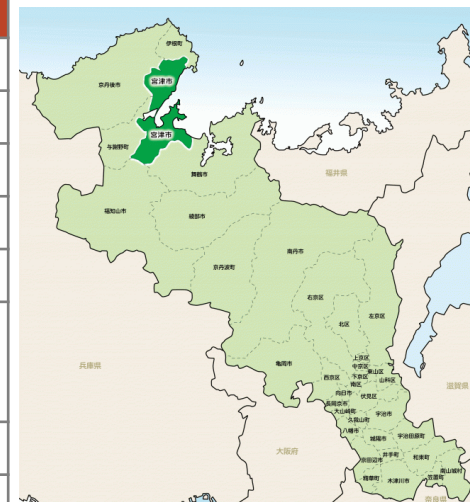 伊根町
宮津市
京丹後市
宮津市
与謝野町
舞鶴市
福井県
福知山市
綾部市
南丹市
京丹波町
右京区
左京区
北区
上京区
亀岡市
中京区
東山区
兵庫県
西京区
下京区
山科区
南区
滋賀県
向日市
伏見区
長岡京市
大山崎町
宇治市
久御山町
八幡市
城陽市
宇治田原町
大阪府
井手町
京田辺市
和束町
南山城村
精華町
木津川市
笠置町
奈良県